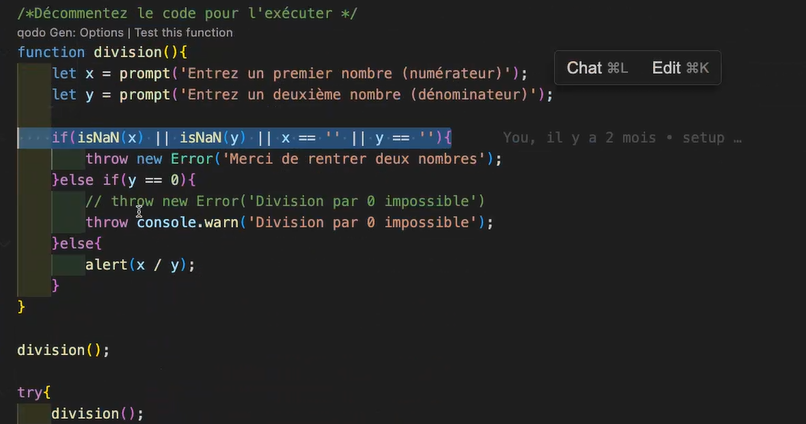 /*Décommentez le code pour l'exécuter */
qodo Gen: Options | Test this function
function division(){
let x = prompt('Entrez un premier nombre (numérateur)');
let y = prompt('Entrez un deuxième nombre (dénominateur)');
Chat ⌘L Edit ⌘K
if(isNaN(x) || isNaN(y) || x == '' || y == ''){ You, il y a 2 mois • setup …
throw new Error('Merci de rentrer deux nombres');
}else if(y == 0){
// throw new Error('Division par 0 impossible')
throw console.warn('Division par 0 impossible');
}else{
alert(x / y);
}
}
division();
try{
division();